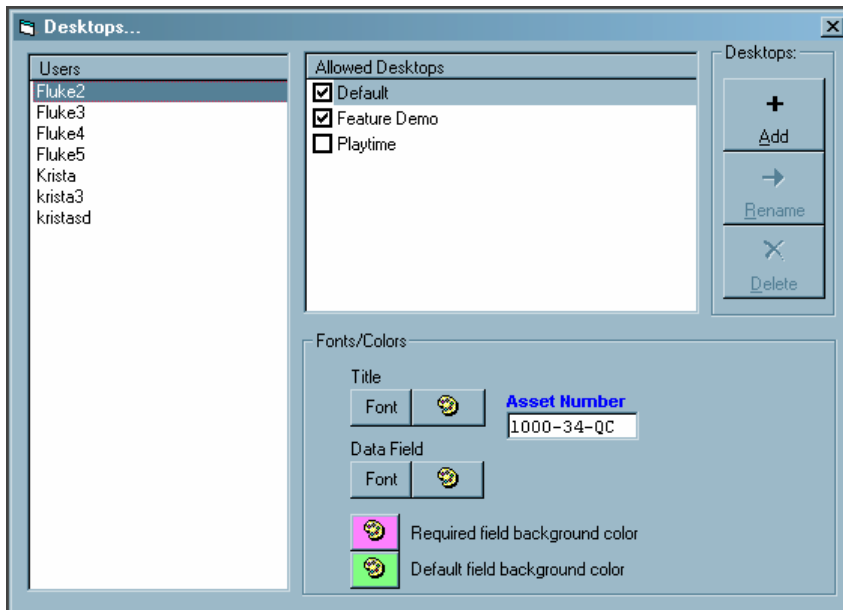 Desktops...
Users
Fluke2
Fluke3
Fluke4
Fluke5
Krista
krista3
kristasd
Allowed Desktops
Default
Feature Demo
Playtime
Desktops:
Add
Rename
Delete
Fonts/Colors
Title
Font
Asset Number
1000-34-QC
Data Field
Font
Required field background color
Default field background color